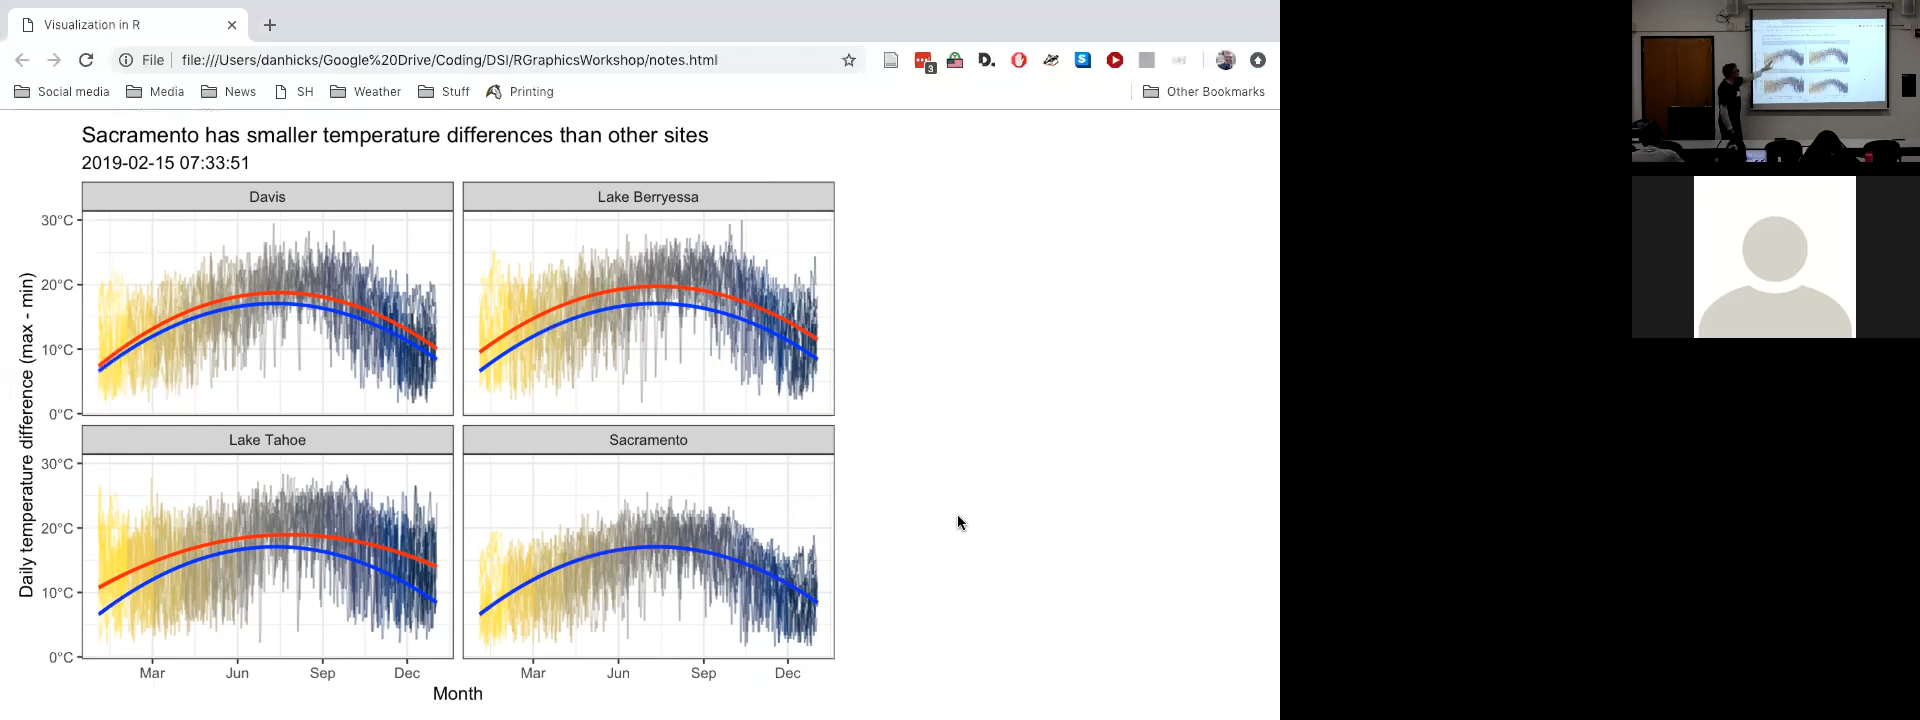 Visualization in R
File
file:///Users/danhicks/Google%20Drive/Coding/DSI/RGraphicsWorkshop/notes.html
3
D.
S
Social media
Media
News
SH
Weather
Stuff
Printing
Other Bookmarks
Sacramento has smaller temperature differences than other sites
2019-02-15 07:33:51
Davis
Lake Berryessa
30°C
20°C
10°C
0°C
Lake Tahoe
Sacramento
30°C
20°C
10°C
0°C
Daily temperature difference (max - min)
Mar Jun Sep Dec
Mar Jun Sep Dec
Month